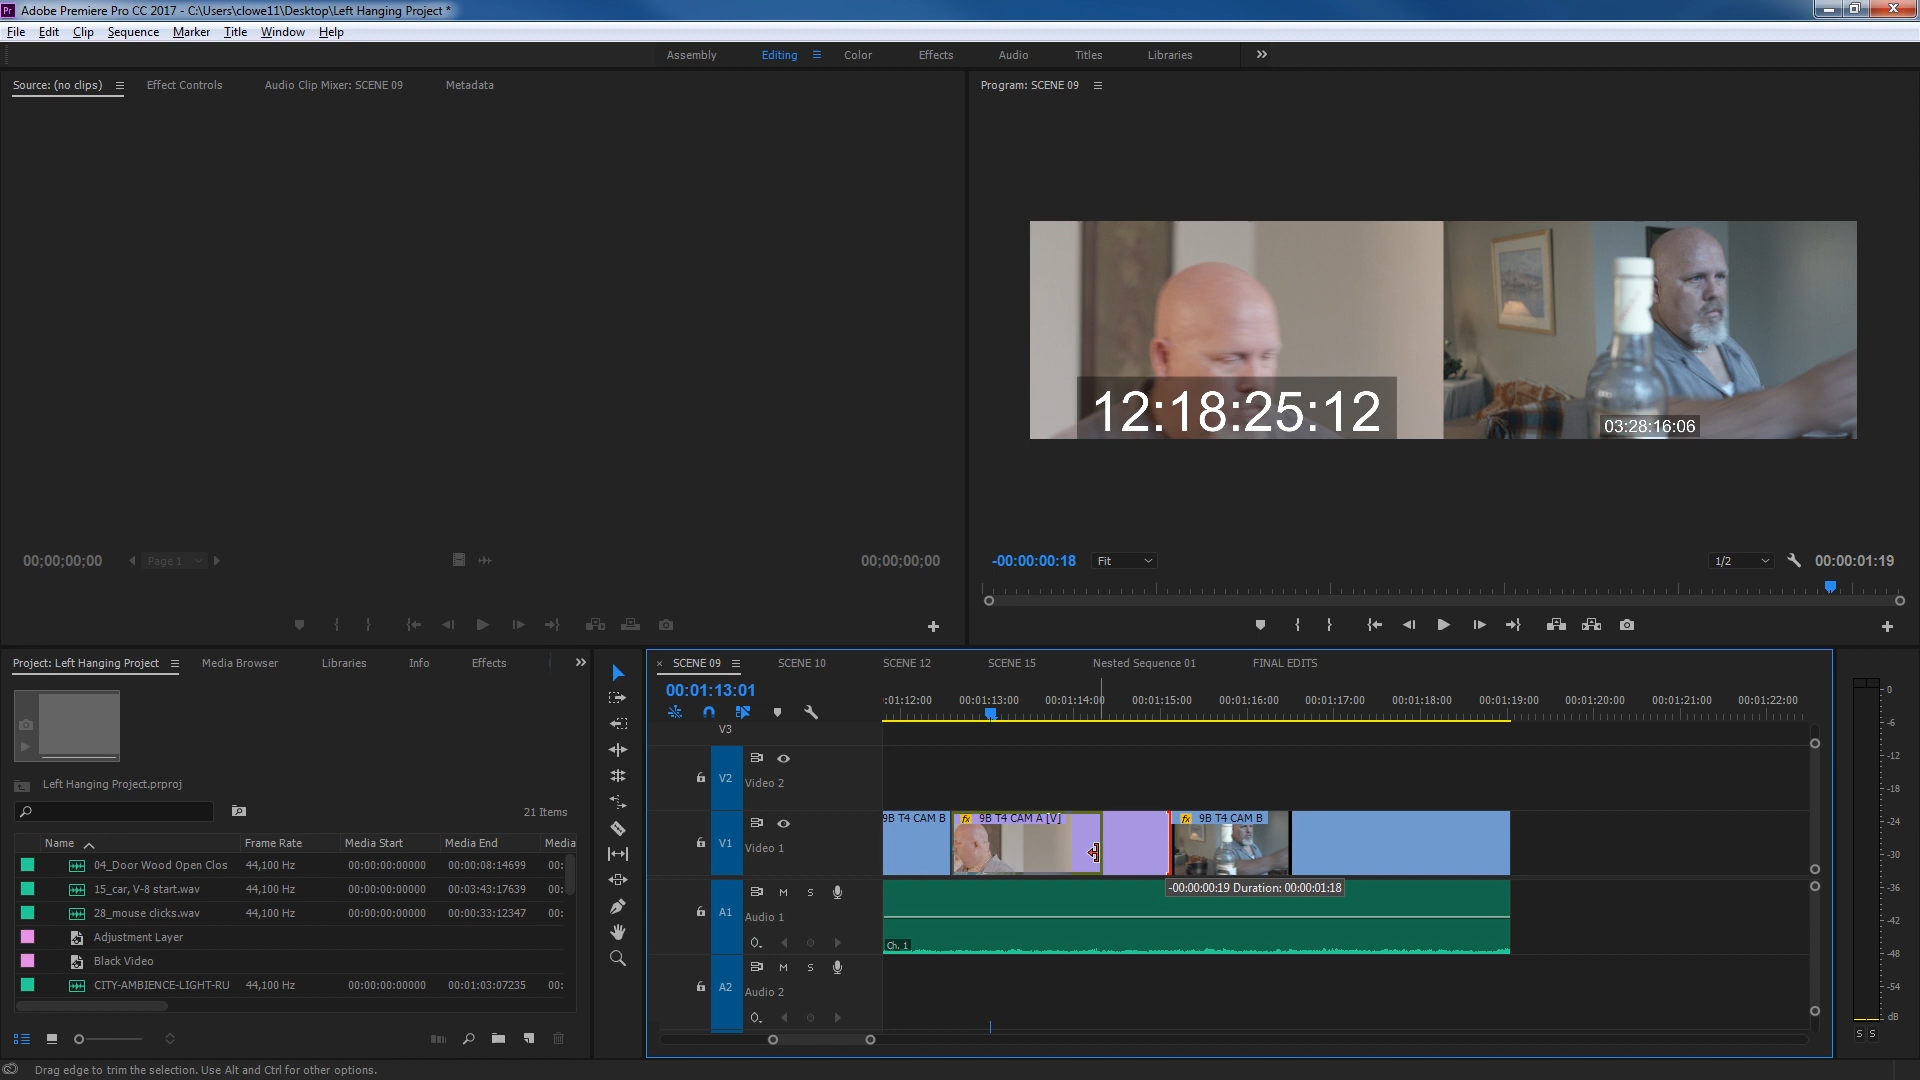 Pr Adobe Premiere Pro CC 2017 - C:\Users\clowe11\Desktop\Left Hanging Project *
File Edit Clip Sequence Marker Title Window Help
Assembly Editing Color Effects Audio Titles Libraries
Source: (no clips) Effect Controls Audio Clip Mixer: SCENE 09 Metadata
Program: SCENE 09
12:18:25:12
03:28:16:06
00;00;00;00 Page 1 00;00;00;00
-00:00:00:18 Fit 1/2 00:00:01:19
Project: Left Hanging Project Media Browser Libraries Info Effects
SCENE 09 SCENE 10 SCENE 12 SCENE 15 Nested Sequence 01 FINAL EDITS
00:01:13:01
:01:12:00 00:01:13:00 00:01:14:00 00:01:15:00 00:01:16:00 00:01:17:00 00:01:18:00 00:01:19:00 00:01:20:00 00:01:21:00 00:01:22:00
V3
V2 Video 2
V1 Video 1
9B T4 CAM B fx 9B T4 CAM A [V] fx 9B T4 CAM B
-00:00:00:19 Duration: 00:00:01:18
A1 M S Audio 1
Ch. 1
A2 M S Audio 2
Left Hanging Project.prproj
21 Items
Name Frame Rate Media Start Media End Media
04_Door Wood Open Clos 44,100 Hz 00:00:00:00000 00:00:08:14699 00:
15_car, V-8 start.wav 44,100 Hz 00:00:00:00000 00:03:43:17639 00:
28_mouse clicks.wav 44,100 Hz 00:00:00:00000 00:00:33:12347 00:
Adjustment Layer
Black Video
CITY-AMBIENCE-LIGHT-RU 44,100 Hz 00:00:00:00000 00:01:03:07235 00:
0
-6
-12
-18
-24
-30
-36
-42
-48
-54
dB
S S
Drag edge to trim the selection. Use Alt and Ctrl for other options.